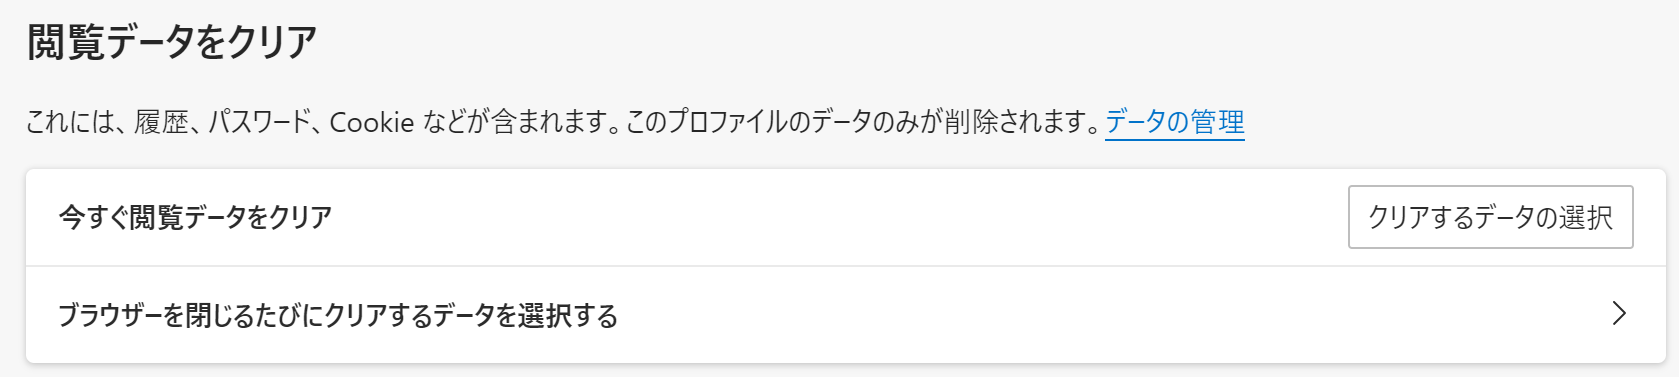 閲覧データをクリア
これには、履歴、パスワード、Cookie などが含まれます。このプロファイルのデータのみが削除されます。データの管理
今すぐ閲覧データをクリア
クリアするデータの選択
ブラウザーを閉じるたびにクリアするデータを選択する